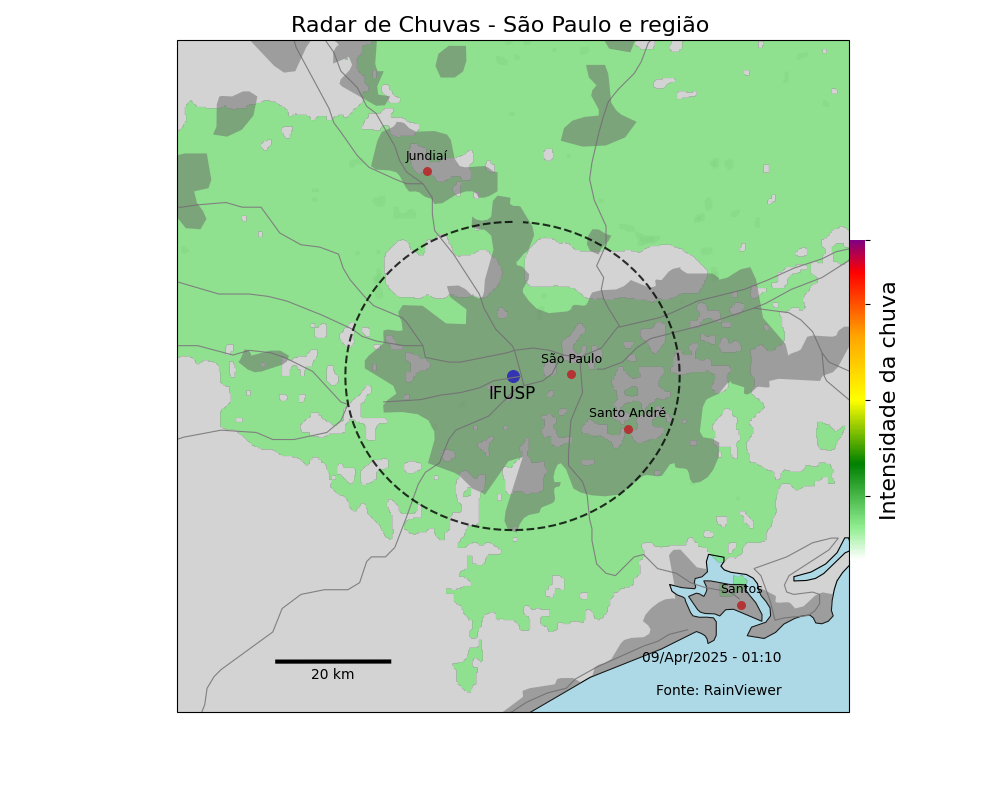 Radar de Chuvas - São Paulo e região
Jundiaí
São Paulo
IFUSP
Santo André
Intensidade da chuva
Santos
09/Apr/2025 - 01:10
20 km
Fonte: RainViewer